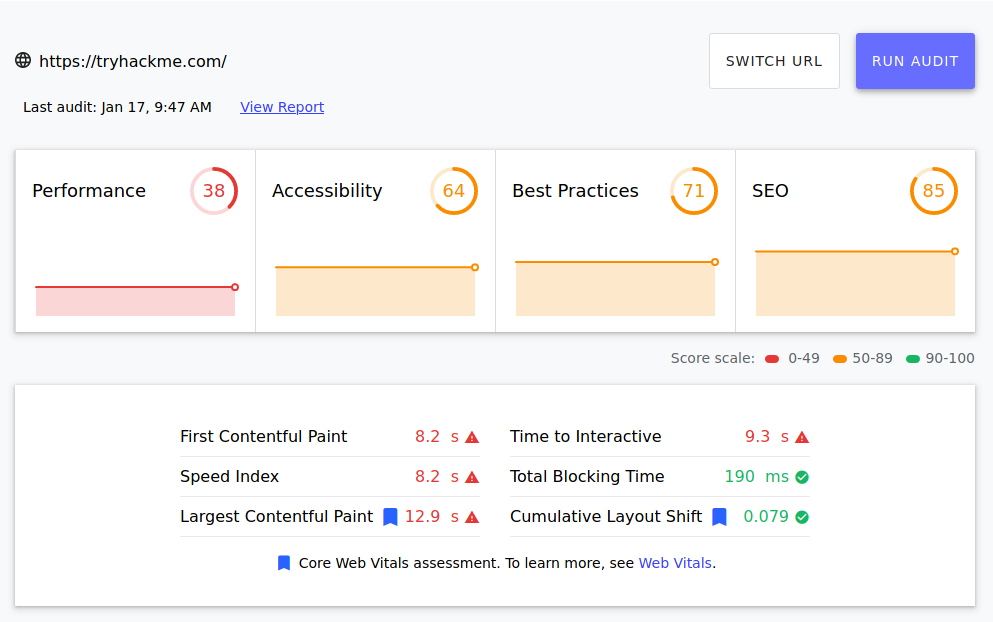 https://tryhackme.com/
SWITCH URL
RUN AUDIT
Last audit: Jan 17, 9:47 AM View Report
Performance 38
Accessibility 64
Best Practices 71
SEO 85
Score scale: 0-49 50-89 90-100
First Contentful Paint 8.2 s
Time to Interactive 9.3 s
Speed Index 8.2 s
Total Blocking Time 190 ms
Largest Contentful Paint 12.9 s
Cumulative Layout Shift 0.079
Core Web Vitals assessment. To learn more, see Web Vitals.